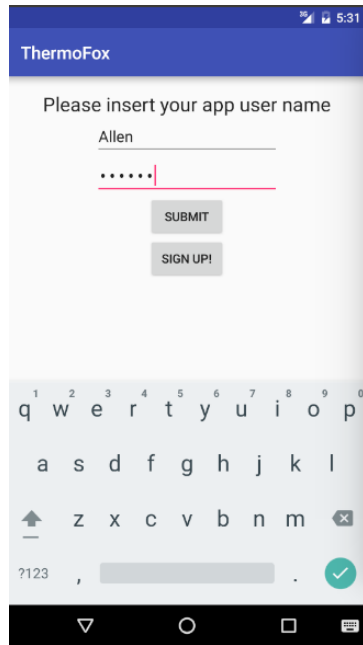 3G 5:31
ThermoFox
Please insert your app user name
Allen
••••••
SUBMIT
SIGN UP!
1 2 3 4 5 6 7 8 9 0
q w e r t y u i o p
a s d f g h j k l
z x c v b n m
?123 , .